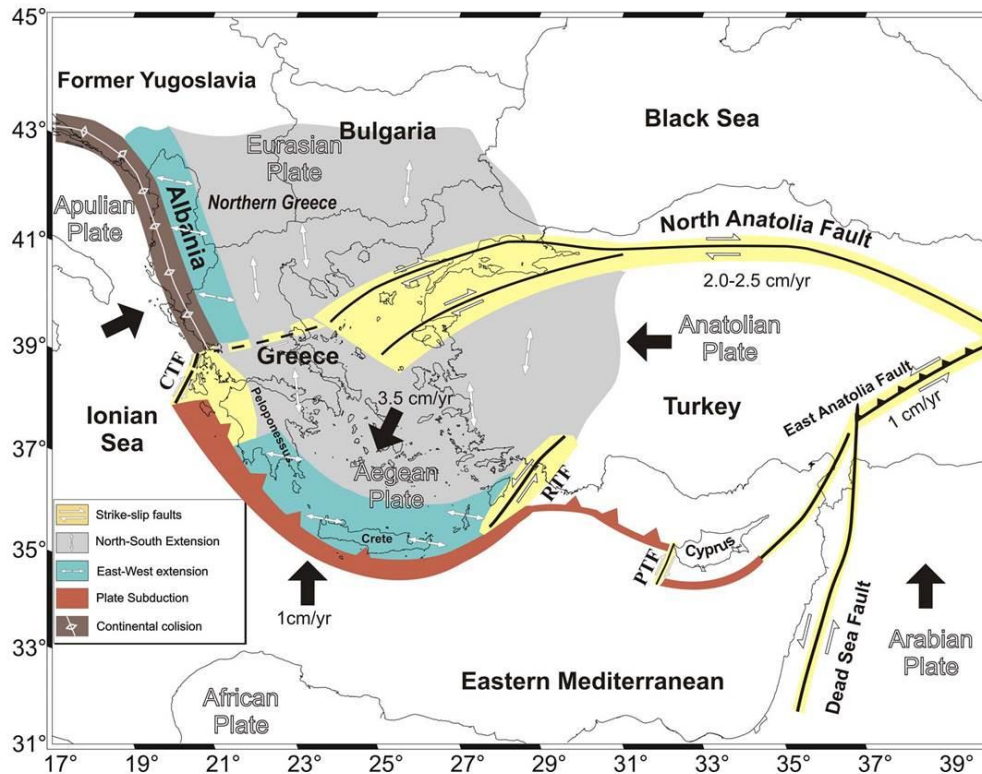 45°
43°
41°
39°
37°
35°
33°
31°
Former Yugoslavia
Bulgaria
Black Sea
Eurasian
Plate
Northern Greece
Apulian
Plate
Albania
North Anatolia Fault
2.0-2.5 cm/yr
Anatolian
Plate
Greece
CTF
Ionian
Sea
Peloponessus
3.5 cm/yr
Turkey
East Anatolia Fault
1 cm/yr
Aegean
Plate
RTF
Crete
Cyprus
PTF
1cm/yr
Dead Sea Fault
Arabian
Plate
Eastern Mediterranean
African
Plate
Strike-slip faults
North-South Extension
East-West extension
Plate Subduction
Continental colision
17° 19° 21° 23° 25° 27° 29° 31° 33° 35° 37° 39°